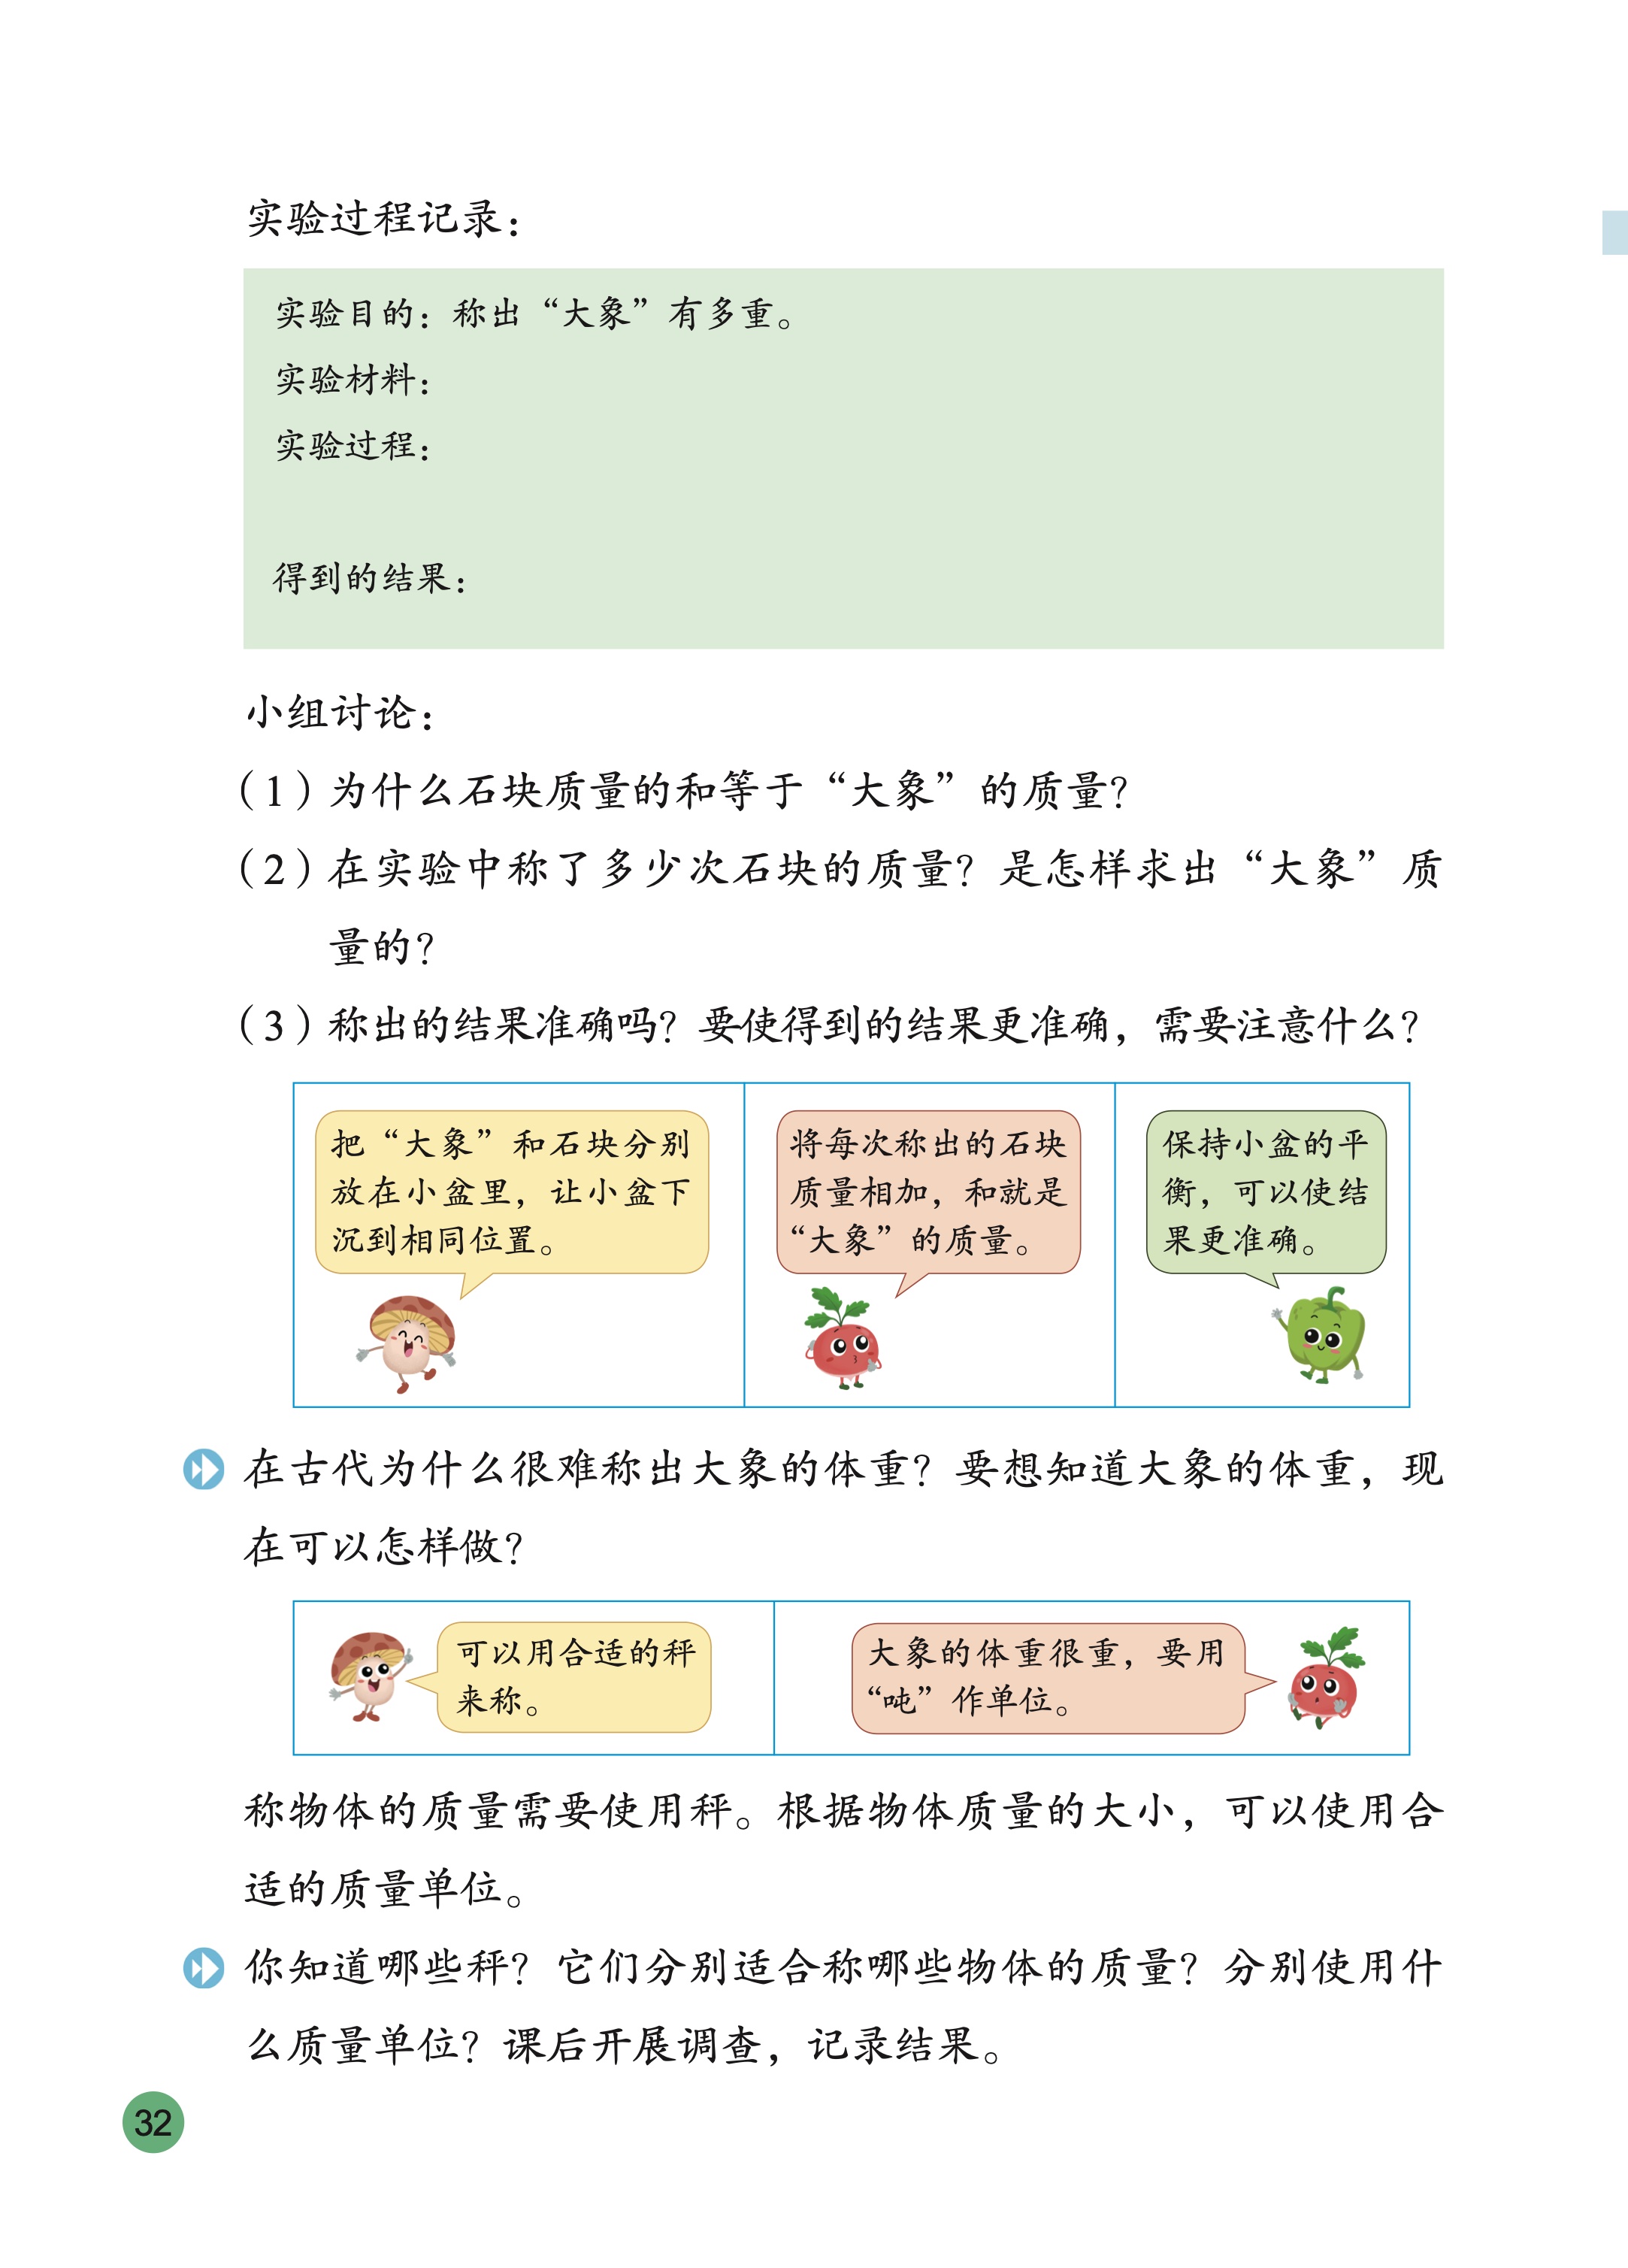 实验过程记录：
实验目的：称出“大象”有多重。
实验材料：
实验过程：
得到的结果：
小组讨论：
（1）为什么石块质量的和等于“大象”的质量？
（2）在实验中称了多少次石块的质量？是怎样求出“大象”质
量的？
（3）称出的结果准确吗？要使得到的结果更准确，需要注意什么？
把“大象”和石块分别
放在小盆里，让小盆下
沉到相同位置。
将每次称出的石块
质量相加，和就是
“大象”的质量。
保持小盆的平
衡，可以使结
果更准确。
在古代为什么很难称出大象的体重？要想知道大象的体重，现
在可以怎样做？
可以用合适的秤
来称。
大象的体重很重，要用
“吨”作单位。
称物体的质量需要使用秤。根据物体质量的大小，可以使用合
适的质量单位。
你知道哪些秤？它们分别适合称哪些物体的质量？分别使用什
么质量单位？课后开展调查，记录结果。
32